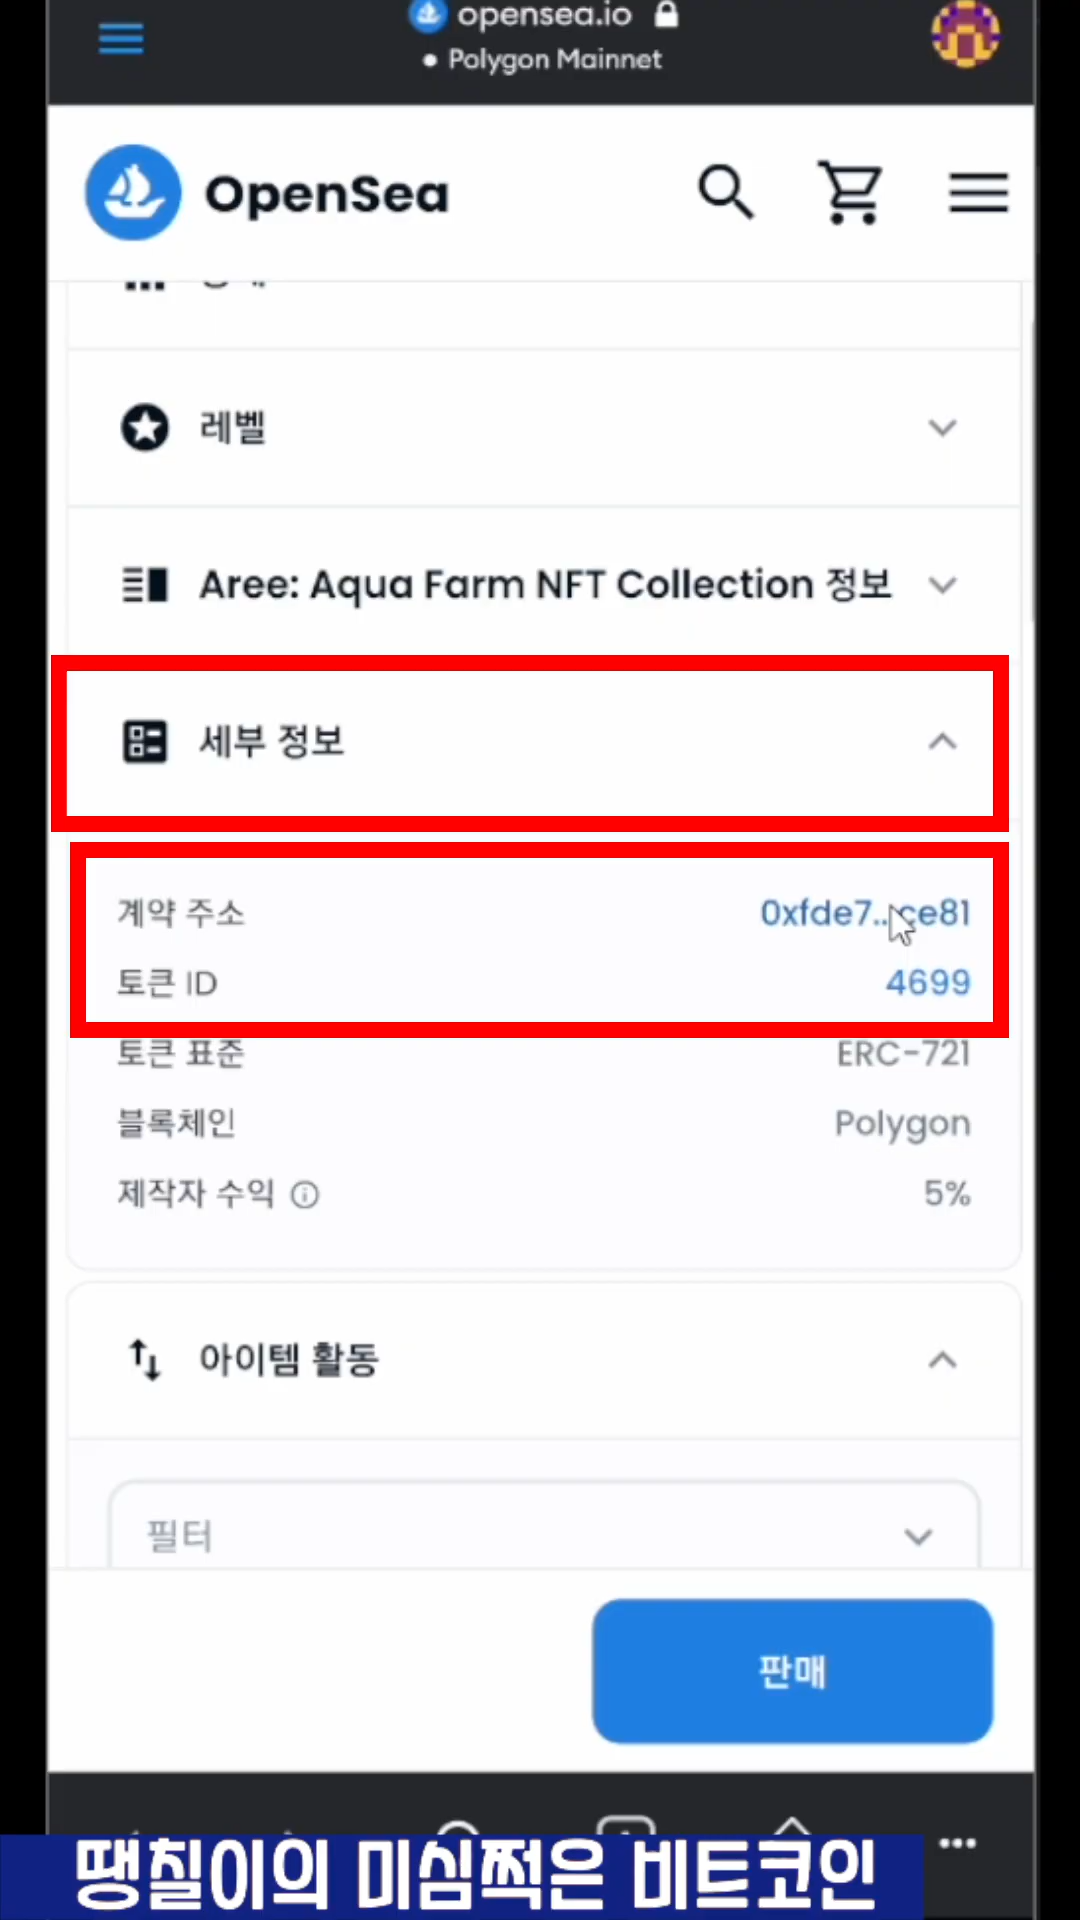 opensea.io
• Polygon Mainnet
OpenSea
레벨
Aree: Aqua Farm NFT Collection 정보
세부 정보
계약 주소 0xfde7...ce81
토큰 ID 4699
토큰 표준 ERC-721
블록체인 Polygon
제작자 수익 5%
아이템 활동
필터
판매
땡칠이의 미심쩍은 비트코인